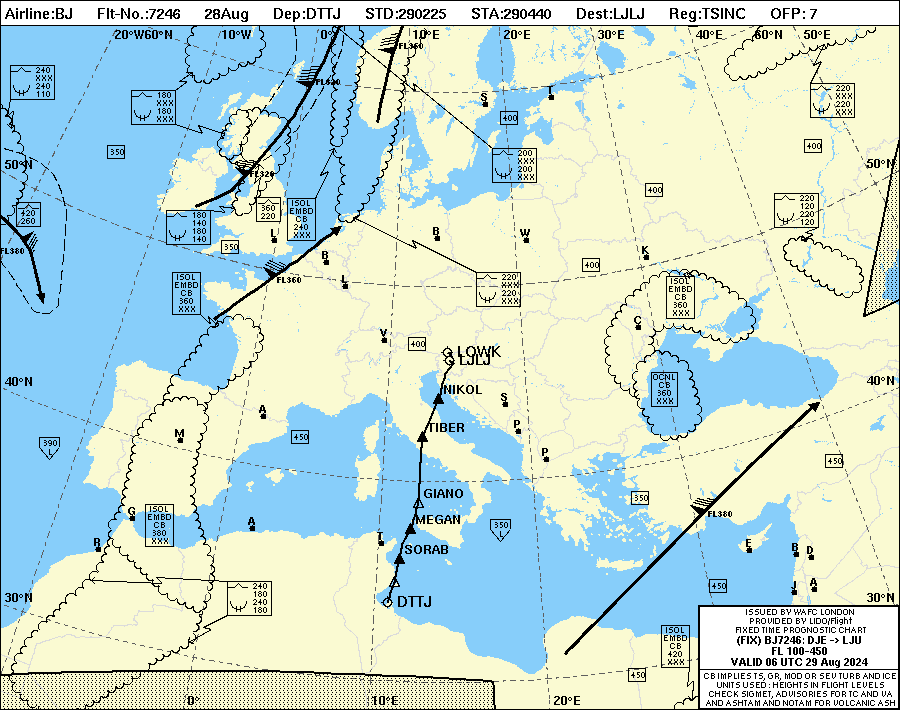 Airline:BJ Flt-No.:7246 28Aug Dep:DTTJ STD:290225 STA:290440 Dest:LJLJ Reg:TSINC OFP: 7
20°W60°N 10°W 0° 10°E 20°E 30°E 40°E 60°N 50°E
FL360
FL320
240
XXX
240
110
180
XXX
180
XXX
220
XXX
220
XXX
S
T
400
350
400
200
XXX
200
XXX
50°N
50°N
FL320
400
420
260
FL380
180
140
180
140
360
220
ISOL
EMBD
CB
240
XXX
220
120
220
120
L
350
B
W
B
K
400
L
FL360
ISOL
EMBD
CB
360
XXX
220
XXX
220
XXX
ISOL
EMBD
CB
360
XXX
C
V
400
LOWK
LJLJ
40°N
40°N
NIKOL
OCNL
CB
360
XXX
S
A
TIBER
P
M
450
390
L
P
450
GIANO
350
G
ISOL
EMBD
CB
380
XXX
A
MEGAN
350
L
FL380
R
T
SORAB
E
B
D
30°N
DTTJ
240
180
240
180
450
J
A
30°N
ISOL
EMBD
CB
420
XXX
450
0°
10°E
20°E
ISSUED BY WAFC LONDON
PROVIDED BY LIDO/Flight
FIXED TIME PROGNOSTIC CHART
(FIX) BJ7246: DJE -> LJU
FL 100-450
VALID 06 UTC 29 Aug 2024
CB IMPLIES TS, GR, MOD OR SEV TURB AND ICE
UNITS USED: HEIGHTS IN FLIGHT LEVELS
CHECK SIGMET, ADVISORIES FOR TC AND VA
AND ASHTAM AND NOTAM FOR VOLCANIC ASH